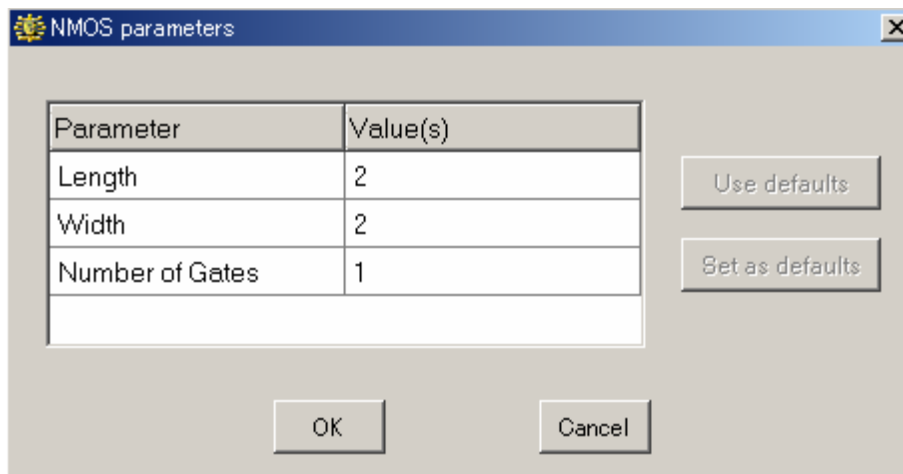 NMOS parameters
Parameter Value(s)
Length 2
Width 2
Number of Gates 1
Use defaults
Set as defaults
OK Cancel